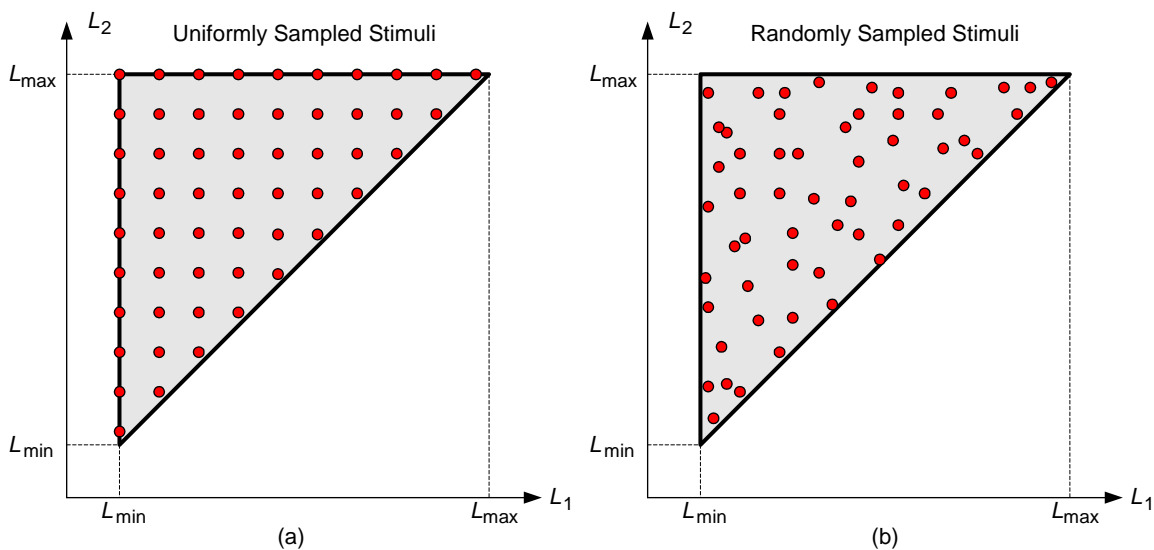 L2
Uniformly Sampled Stimuli
Lmax
Lmin
Lmin
Lmax
L1
(a)
L2
Randomly Sampled Stimuli
Lmax
Lmin
Lmin
Lmax
L1
(b)